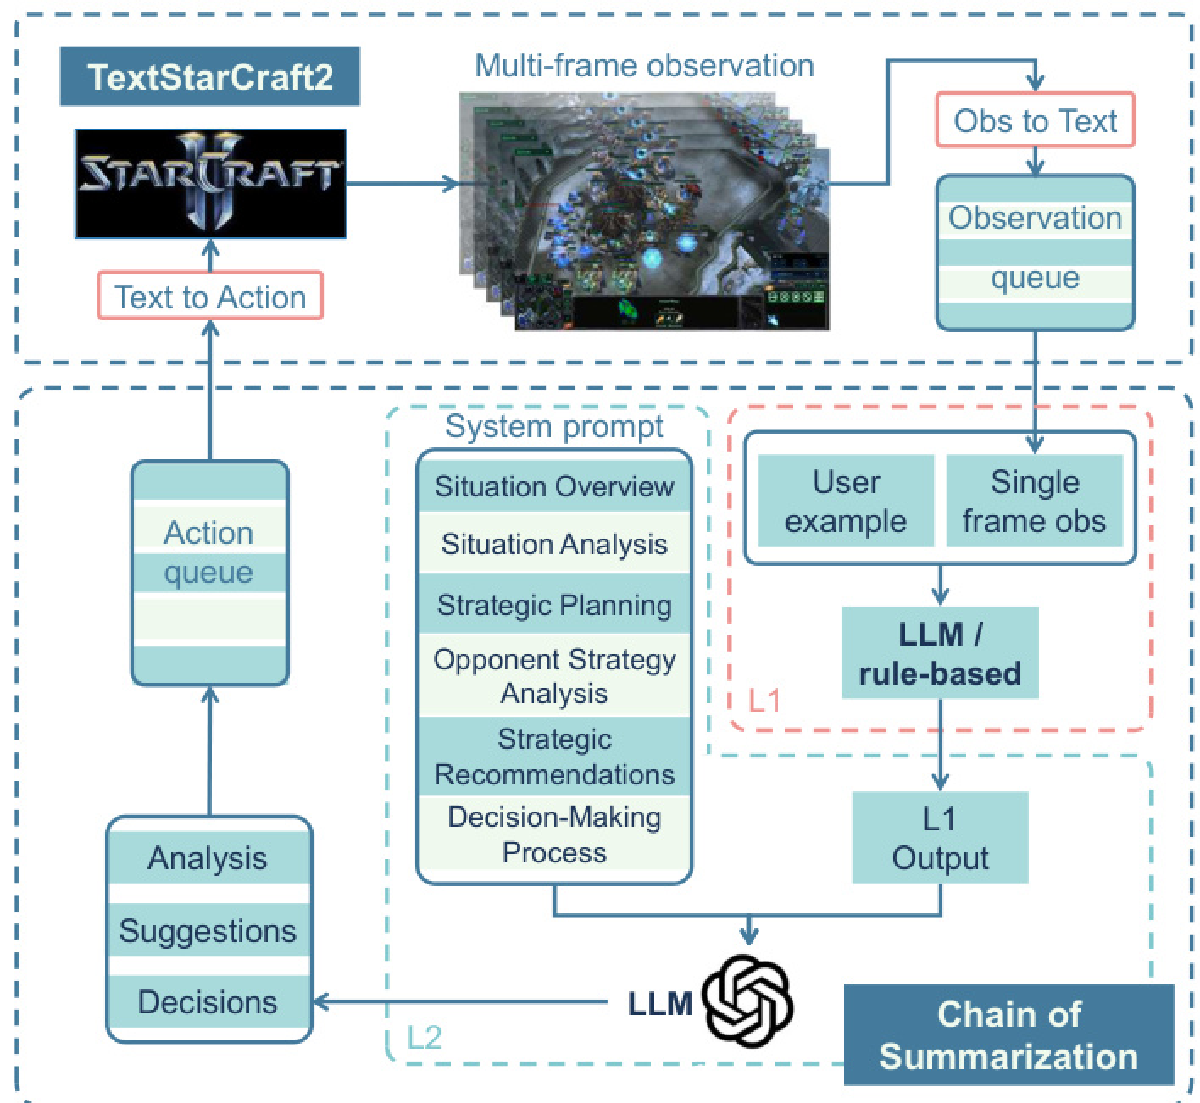 TextStarCraft2
Multi-frame observation
STARCRAFT
II
Obs to Text
Observation
queue
Text to Action
Action
queue
System prompt
Situation Overview
Situation Analysis
Strategic Planning
Opponent Strategy
Analysis
Strategic
Recommendations
Decision-Making
Process
User
example
Single
frame obs
LLM /
rule-based
L1
L1
Output
Analysis
Suggestions
Decisions
LLM
L2
Chain of
Summarization